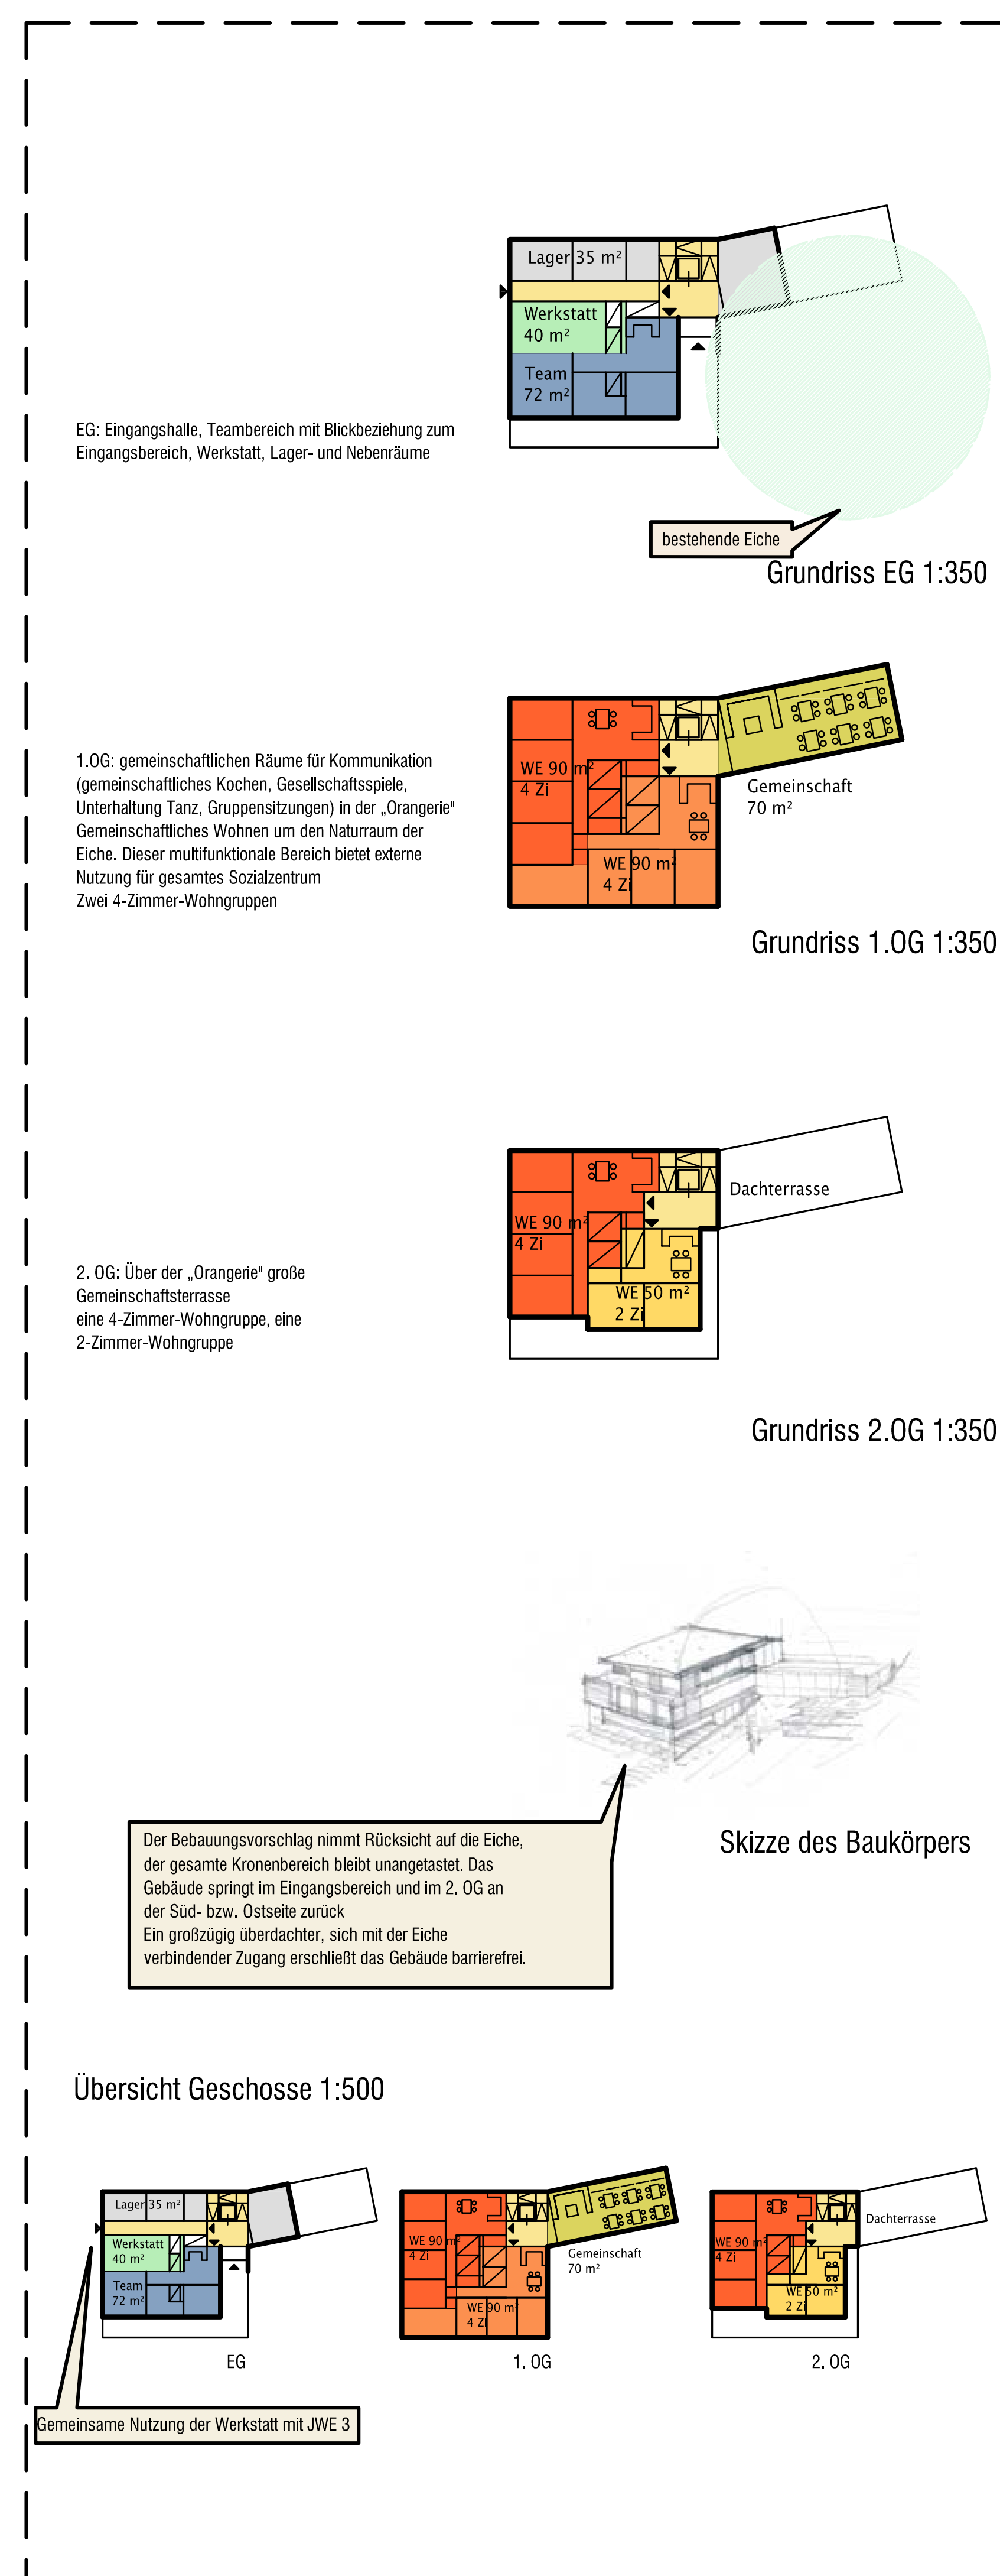 Lager 35 m²
Werkstatt
40 m²
Team
72 m²
EG: Eingangshalle, Teambereich mit Blickbeziehung zum
Eingangsbereich, Werkstatt, Lager- und Nebenräume
bestehende Eiche
Grundriss EG 1:350
1.OG: gemeinschaftlichen Räume für Kommunikation
(gemeinschaftliches Kochen, Gesellschaftsspiele,
Unterhaltung Tanz, Gruppensitzungen) in der „Orangerie"
Gemeinschaftliches Wohnen um den Naturraum der
Eiche. Dieser multifunktionale Bereich bietet externe
Nutzung für gesamtes Sozialzentrum
Zwei 4-Zimmer-Wohngruppen
WE 90 m²
4 Zi
Gemeinschaft
70 m²
WE 90 m²
4 Zi
Grundriss 1.OG 1:350
Dachterrasse
WE 90 m²
4 Zi
WE 50 m²
2 Zi
2. OG: Über der „Orangerie" große
Gemeinschaftsterrasse
eine 4-Zimmer-Wohngruppe, eine
2-Zimmer-Wohngruppe
Grundriss 2.OG 1:350
Skizze des Baukörpers
Der Bebauungsvorschlag nimmt Rücksicht auf die Eiche,
der gesamte Kronenbereich bleibt unangetastet. Das
Gebäude springt im Eingangsbereich und im 2. OG an
der Süd- bzw. Ostseite zurück
Ein großzügig überdachter, sich mit der Eiche
verbindender Zugang erschließt das Gebäude barrierefrei.
Übersicht Geschosse 1:500
Lager 35 m²
Werkstatt
40 m²
Team
72 m²
EG
WE 90 m²
4 Zi
Gemeinschaft
70 m²
WE 90 m²
4 Zi
1. OG
Dachterrasse
WE 90 m²
4 Zi
WE 50 m²
2 Zi
2. OG
Gemeinsame Nutzung der Werkstatt mit JWE 3